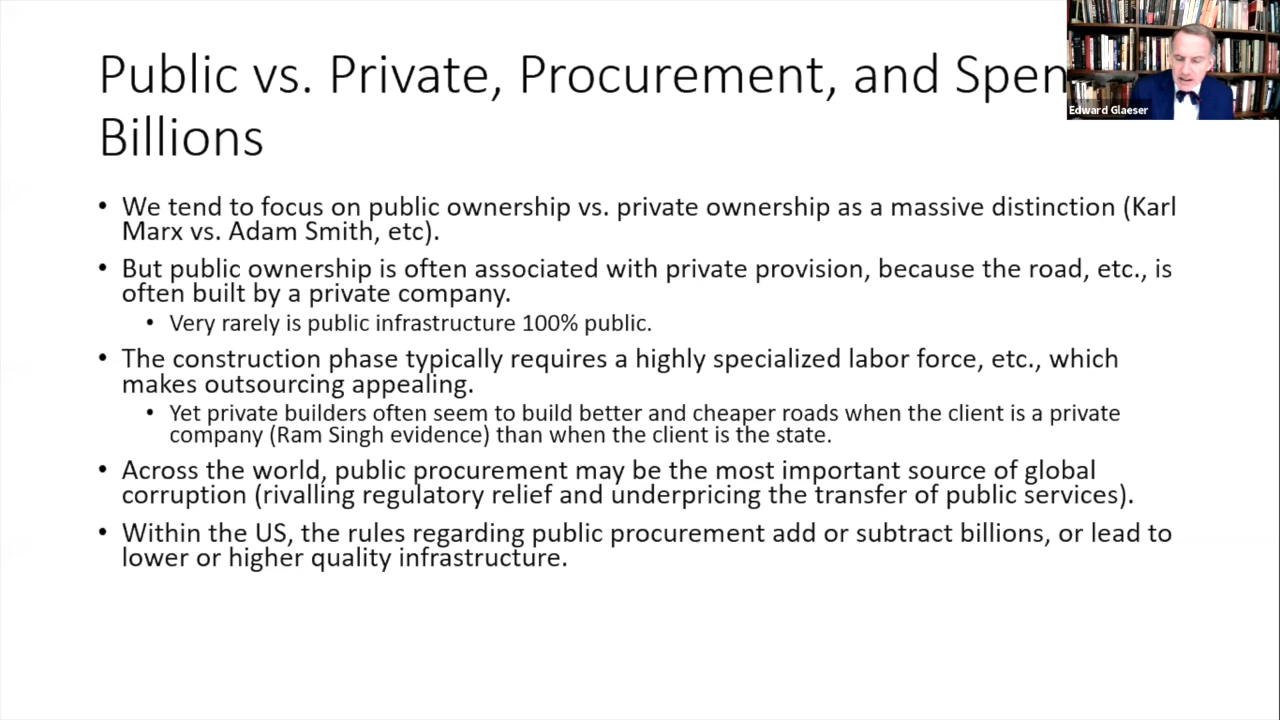 Public vs. Private, Procurement, and Spen
Billions
Edward Glaeser
• We tend to focus on public ownership vs. private ownership as a massive distinction (Karl
Marx vs. Adam Smith, etc).
• But public ownership is often associated with private provision, because the road, etc., is
often built by a private company.
• Very rarely is public infrastructure 100% public.
• The construction phase typically requires a highly specialized labor force, etc., which
makes outsourcing appealing.
• Yet private builders often seem to build better and cheaper roads when the client is a private
company (Ram Singh evidence) than when the client is the state.
• Across the world, public procurement may be the most important source of global
corruption (rivalling regulatory relief and underpricing the transfer of public services).
• Within the US, the rules regarding public procurement add or subtract billions, or lead to
lower or higher quality infrastructure.